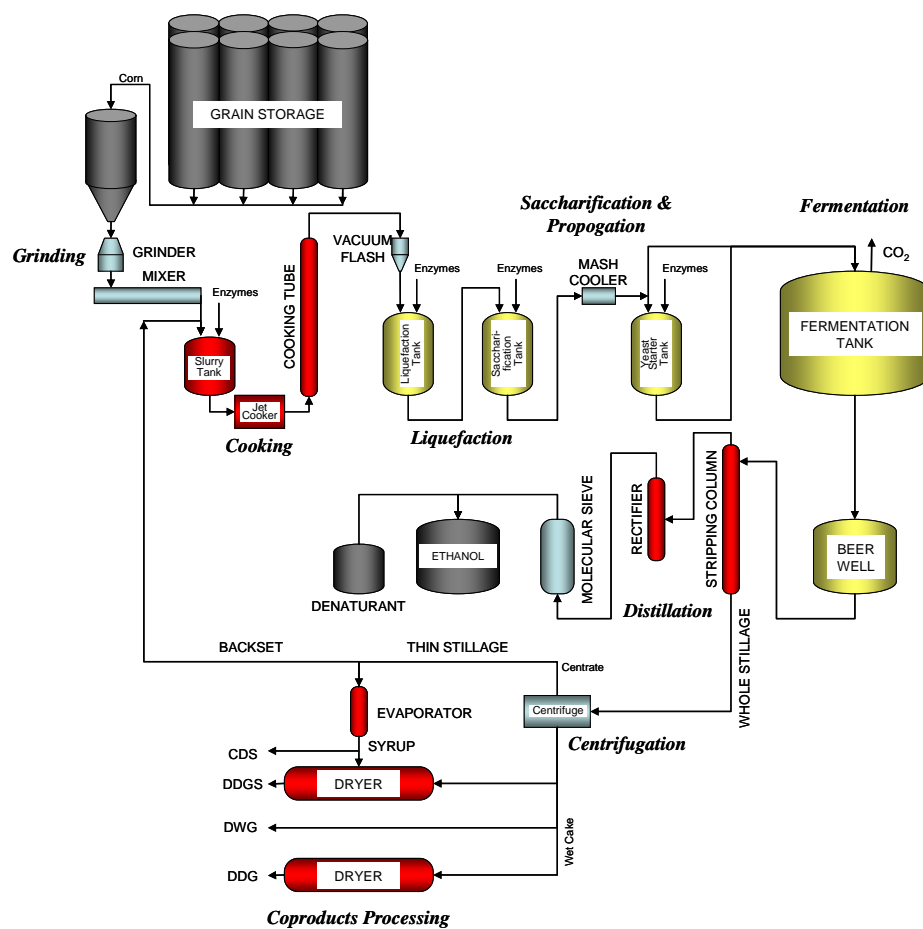 Corn
GRAIN STORAGE
Saccharification &
Propogation
Fermentation
CO2
Grinding
GRINDER
MIXER
Enzymes
COOKING TUBE
VACUUM
FLASH
Enzymes
Enzymes
MASH
COOLER
Enzymes
Slurry
Tank
Jet
Cooker
Cooking
Liquefaction
Tank
Sacchari-
fication
Tank
Yeast
Starter
Tank
FERMENTATION
TANK
Liquefaction
DENATURANT
ETHANOL
MOLECULAR SIEVE
RECTIFIER
STRIPPING COLUMN
BEER
WELL
Distillation
BACKSET
THIN STILLAGE
Centrate
WHOLE STILLAGE
EVAPORATOR
Centrifuge
Centrifugation
SYRUP
CDS
DDGS
DRYER
DWG
Wet Cake
DDG
DRYER
Coproducts Processing